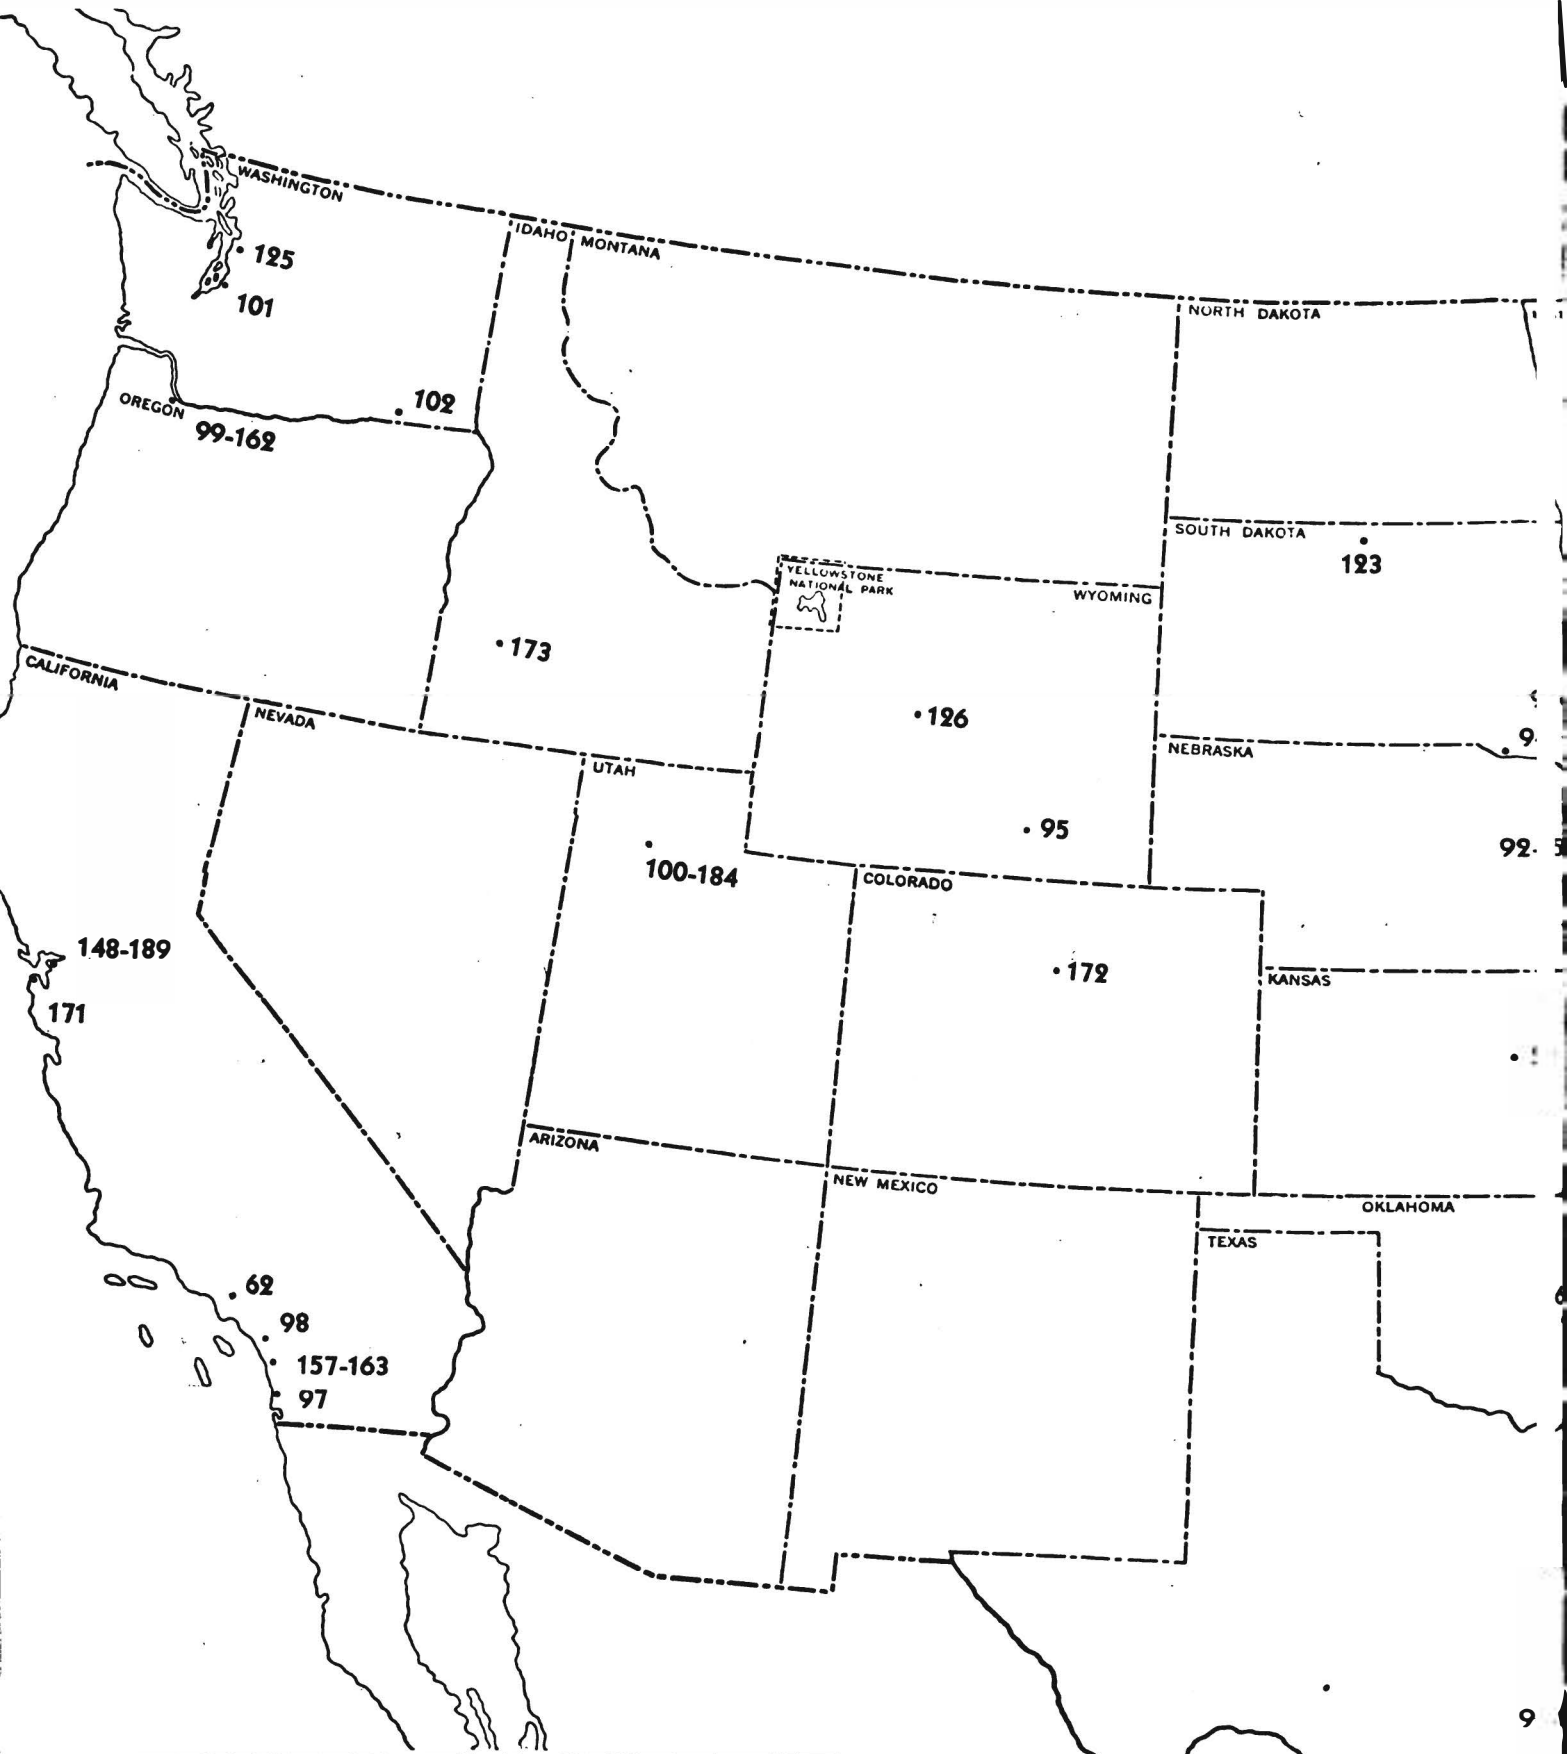 WASHINGTON
IDAHO
MONTANA
125
101
NORTH DAKOTA
OREGON
102
99-162
SOUTH DAKOTA
123
YELLOWSTONE
NATIONAL PARK
WYOMING
173
CALIFORNIA
NEVADA
126
NEBRASKA
UTAH
95
100-184
COLORADO
148-189
172
KANSAS
171
ARIZONA
NEW MEXICO
OKLAHOMA
TEXAS
62
98
157-163
97